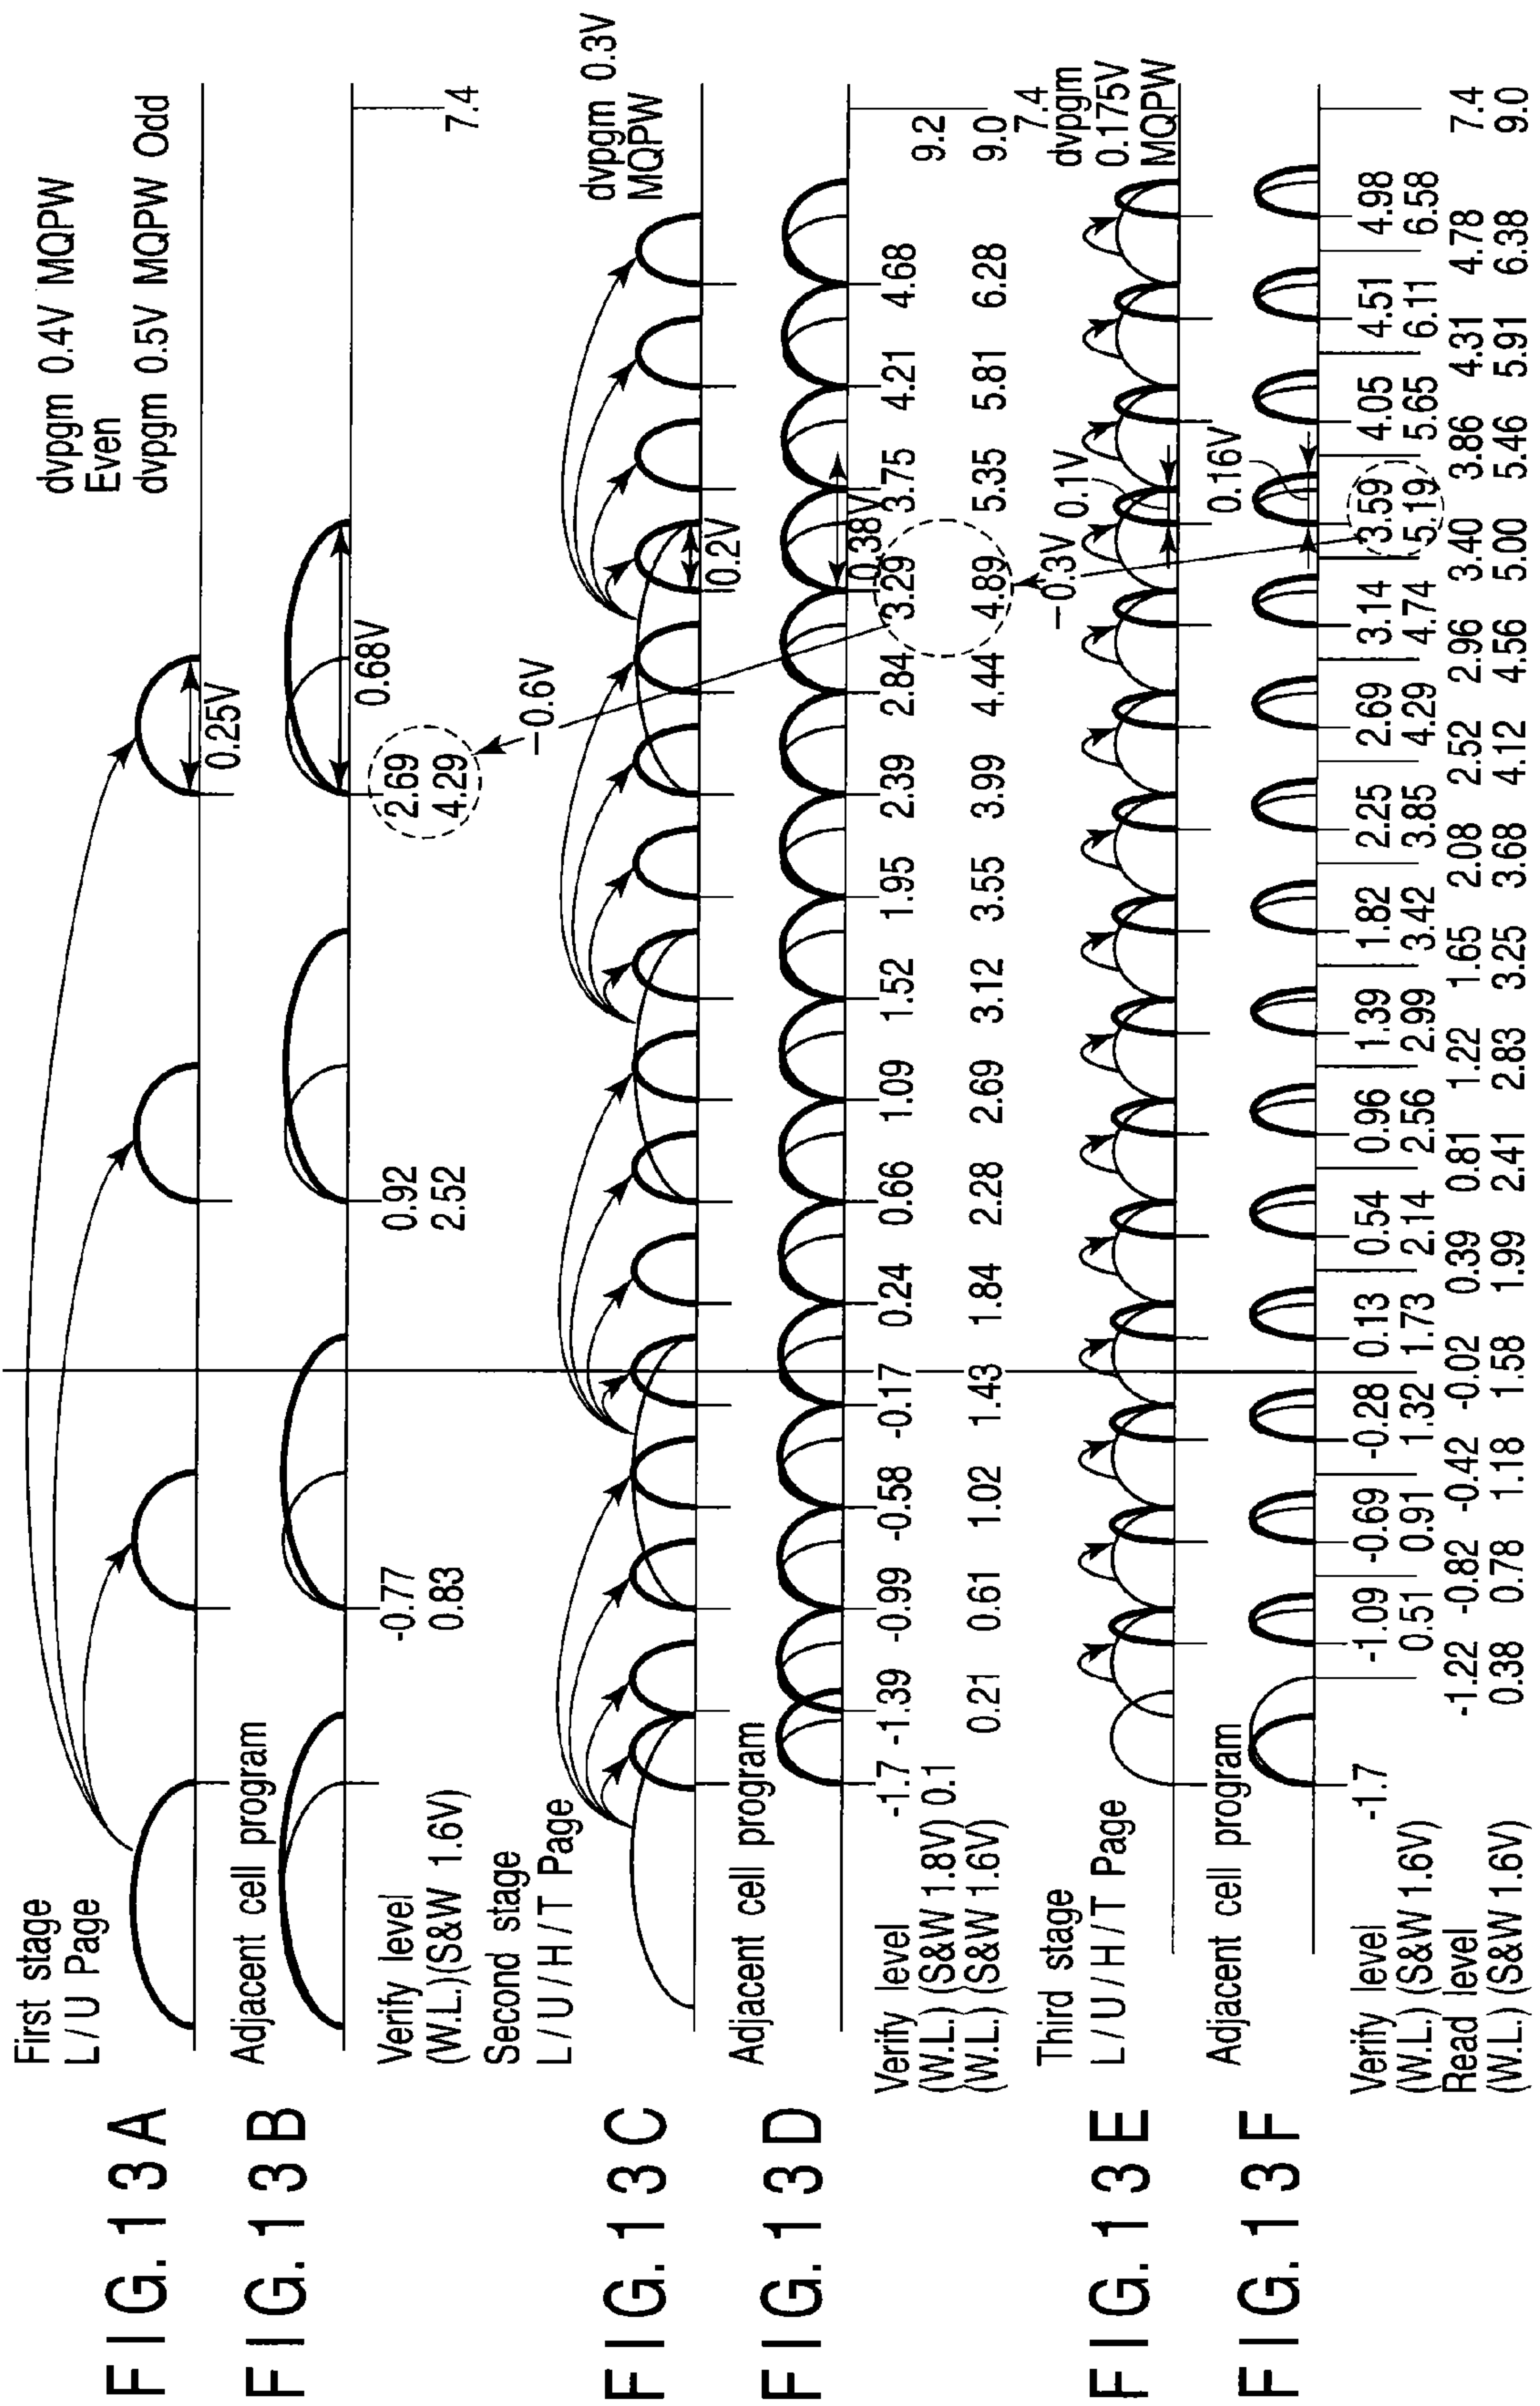 FIG.13A
First stage
L/U Page
dvpgm 0.4V MQPW
Even
dvpgm 0.5V MQPW Odd
0.25V
FIG.13B
Adjacent cell program
0.68V
Verify level
(W.L.)(S&W 1.6V)
-0.77 0.92 2.69 7.4
0.83 2.52 4.29
-0.6V
FIG.13C
Second stage
L/U/H/T Page
dvpgm 0.3V
MQPW
0.2V
FIG.13D
Adjacent cell program
0.38V
Verify level
-1.7 -1.39 -0.99 -0.58 -0.17 0.24 0.66 1.09 1.52 1.95 2.39 2.84 3.29 3.75 4.21 4.68
(W.L.) (S&W 1.8V) 0.1 9.2
(W.L.) (S&W 1.6V) 0.21 0.61 1.02 1.43 1.84 2.28 2.69 3.12 3.55 3.99 4.44 4.89 5.35 5.81 6.28 9.0
7.4
-0.3V
FIG.13E
Third stage
L/U/H/T Page
dvpgm
0.175V
MQPW
0.1V
FIG.13F
Adjacent cell program
0.16V
-1.7
Verify level
-1.09 -0.69 -0.28 0.13 0.54 0.96 1.39 1.82 2.25 2.69 3.14 3.59 4.05 4.51 4.98
(W.L.) (S&W 1.6V) 0.51 0.91 1.32 1.73 2.14 2.56 2.99 3.42 3.85 4.29 4.74 5.19 5.65 6.11 6.58
Read level
-1.22 -0.82 -0.42 -0.02 0.39 0.81 1.22 1.65 2.08 2.52 2.96 3.40 3.86 4.31 4.78 7.4
(W.L.) (S&W 1.6V) 0.38 0.78 1.18 1.58 1.99 2.41 2.83 3.25 3.68 4.12 4.56 5.00 5.46 5.91 6.38 9.0